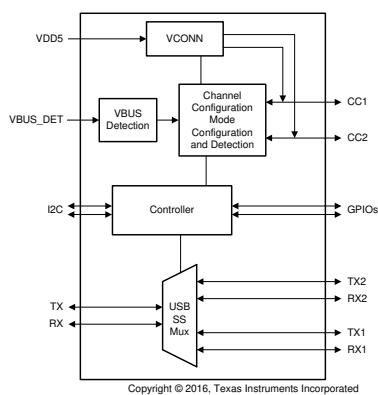 VDD5
VCONN
Channel
Configuration
Mode
Configuration
and Detection
CC1
VBUS_DET
VBUS
Detection
CC2
I2C
Controller
GPIOs
TX2
TX
USB
SS
Mux
RX2
RX
TX1
RX1
Copyright © 2016, Texas Instruments Incorporated